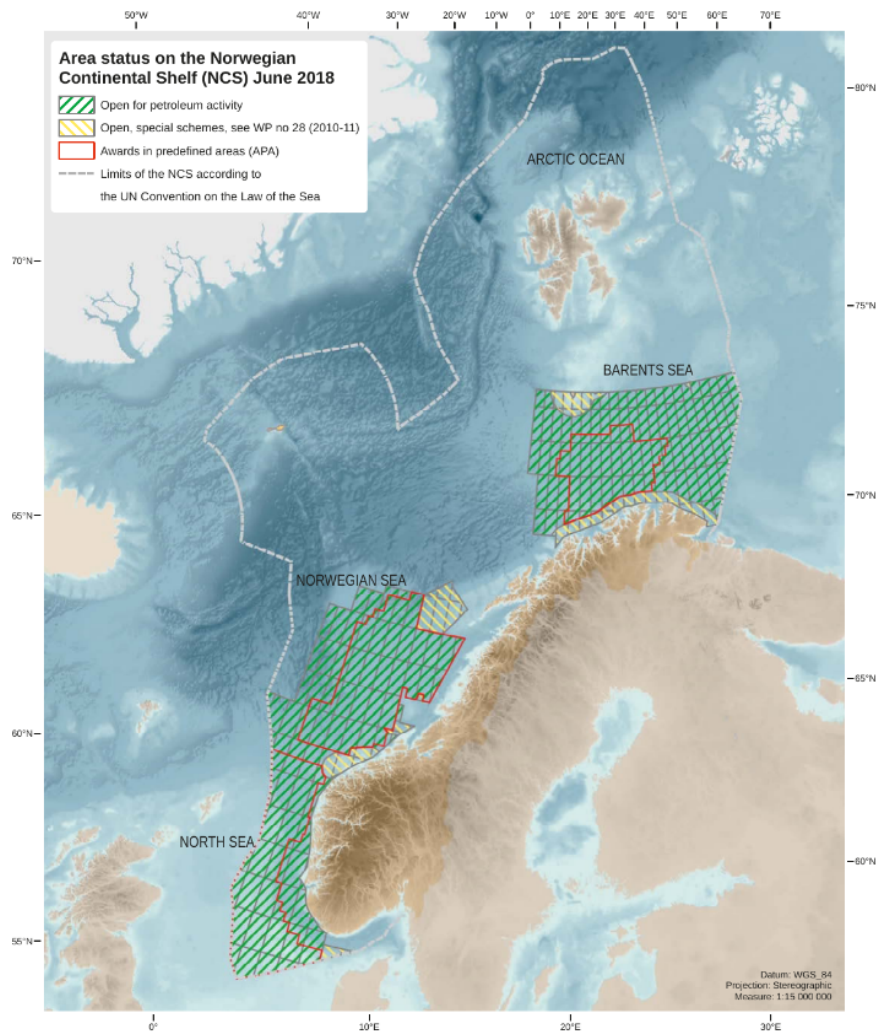 50°W 40°W 30°W 20°W 10°W 0° 10°E 20°E 30°E 40°E 50°E 60°E 70°E
Area status on the Norwegian
Continental Shelf (NCS) June 2018
Open for petroleum activity
Open, special schemes, see WP no 28 (2010-11)
Awards in predefined areas (APA)
Limits of the NCS according to
the UN Convention on the Law of the Sea
80°N
ARCTIC OCEAN
70°N
75°N
BARENTS SEA
70°N
65°N
NORWEGIAN SEA
65°N
60°N
NORTH SEA
60°N
55°N
Datum: WGS_84
Projection: Stereographic
Measure: 1:15 000 000
0° 10°E 20°E 30°E